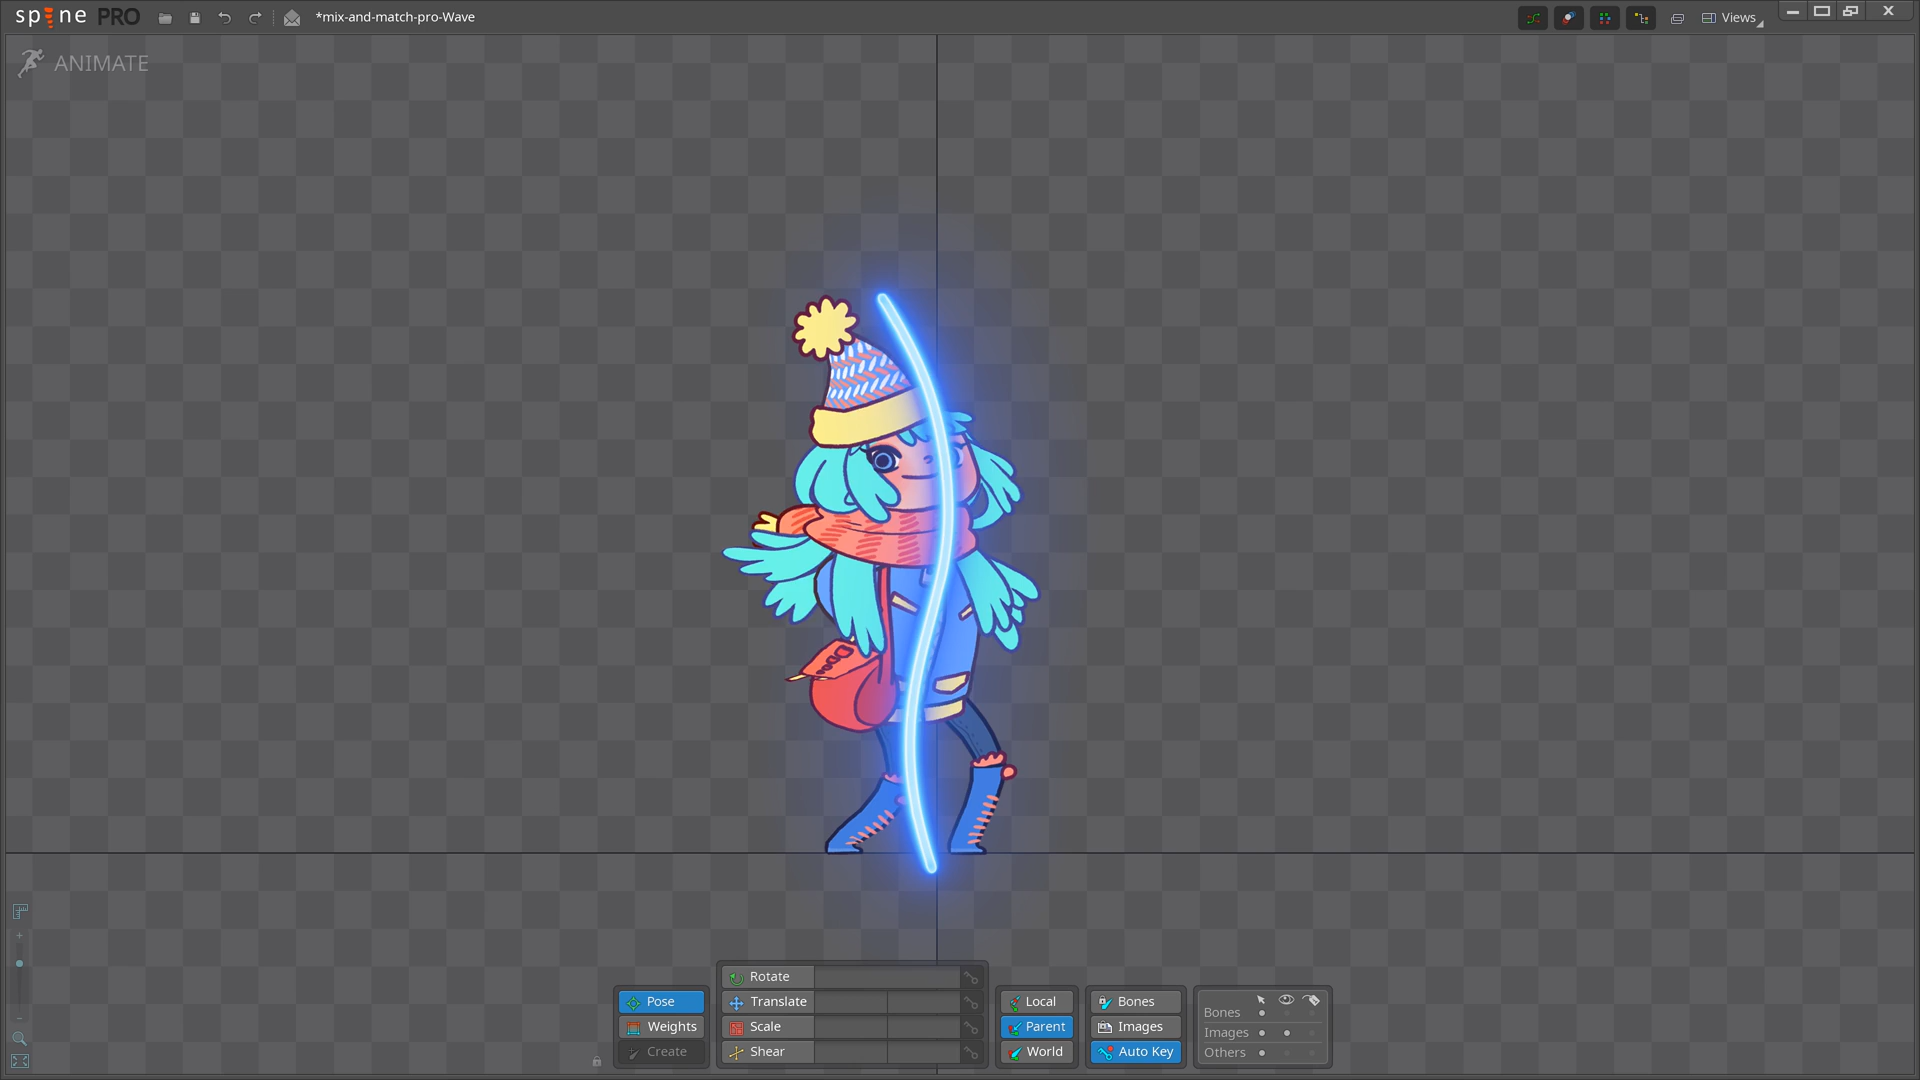 spine PRO
*mix-and-match-pro-Wave
Views
ANIMATE
Rotate
Pose
Translate
Local
Bones
Weights
Scale
Parent
Images
Create
Shear
World
Auto Key
Bones
Images
Others